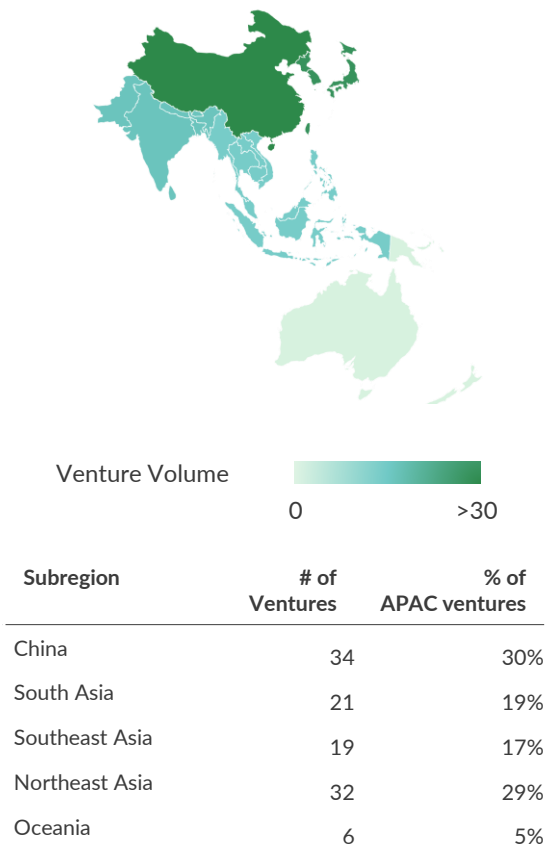 Venture Volume
0 >30
Subregion # of Ventures % of APAC ventures
China 34 30%
South Asia 21 19%
Southeast Asia 19 17%
Northeast Asia 32 29%
Oceania 6 5%